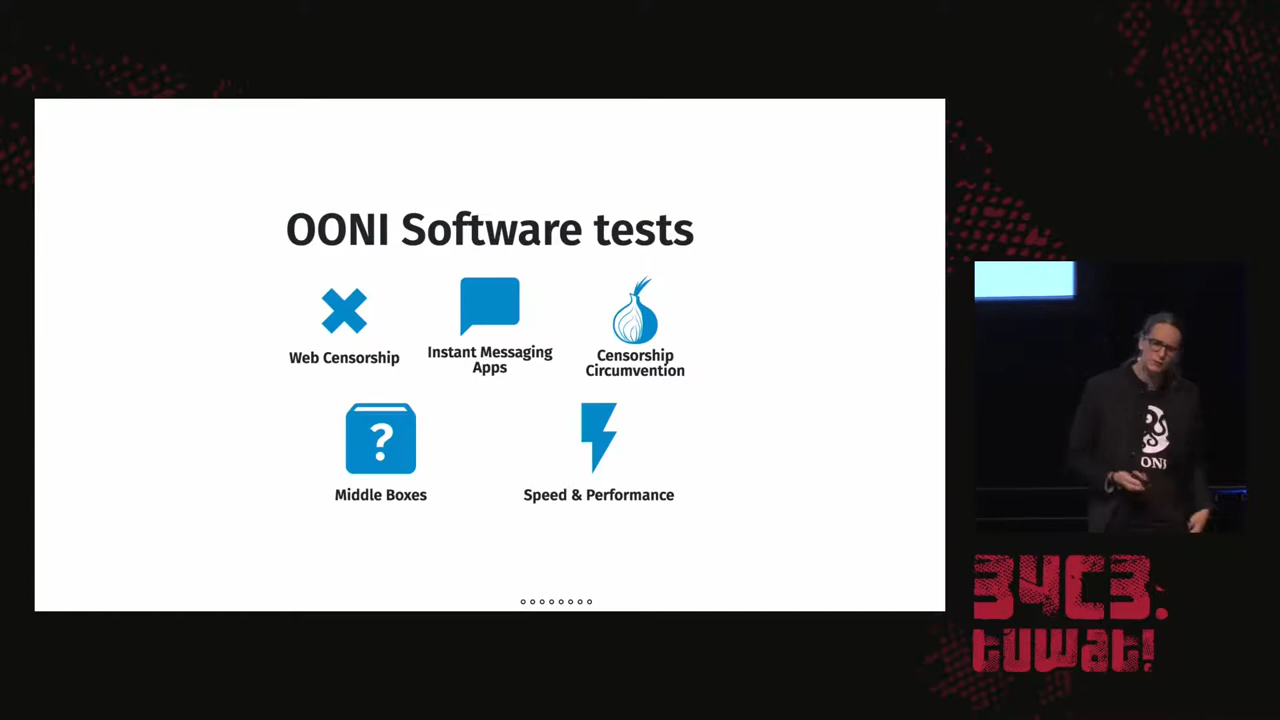 OONI Software tests
Web Censorship
Instant Messaging
Apps
Censorship
Circumvention
?
Middle Boxes
Speed & Performance
OONI
34C3.
tuwat!